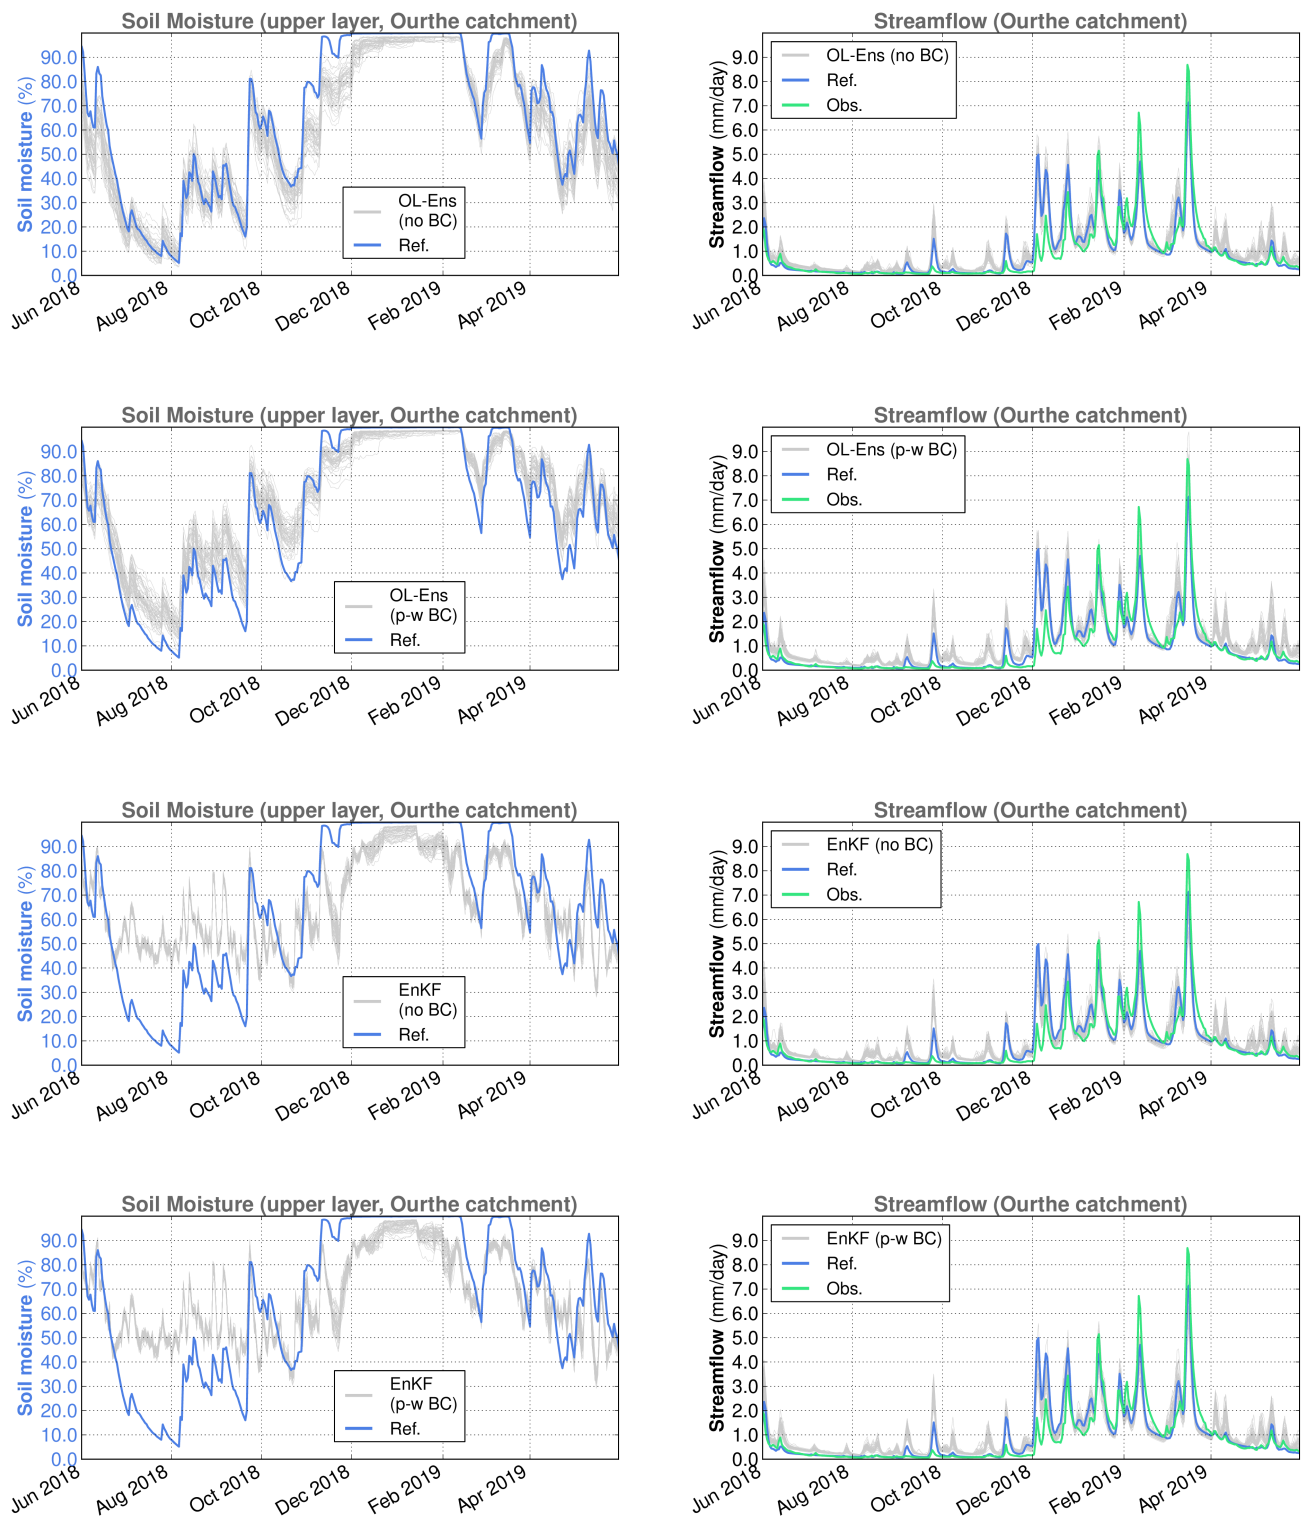 Soil Moisture (upper layer, Ourthe catchment)
Soil moisture (%)
90.0
80.0
70.0
60.0
50.0
40.0
30.0
20.0
10.0
0.0
OL-Ens
(no BC)
Ref.
Jun 2018
Aug 2018
Oct 2018
Dec 2018
Feb 2019
Apr 2019
Streamflow (Ourthe catchment)
Streamflow (mm/day)
9.0
8.0
7.0
6.0
5.0
4.0
3.0
2.0
1.0
0.0
OL-Ens (no BC)
Ref.
Obs.
Jun 2018
Aug 2018
Oct 2018
Dec 2018
Feb 2019
Apr 2019
Soil Moisture (upper layer, Ourthe catchment)
Soil moisture (%)
90.0
80.0
70.0
60.0
50.0
40.0
30.0
20.0
10.0
0.0
OL-Ens
(p-w BC)
Ref.
Jun 2018
Aug 2018
Oct 2018
Dec 2018
Feb 2019
Apr 2019
Streamflow (Ourthe catchment)
Streamflow (mm/day)
9.0
8.0
7.0
6.0
5.0
4.0
3.0
2.0
1.0
0.0
OL-Ens (p-w BC)
Ref.
Obs.
Jun 2018
Aug 2018
Oct 2018
Dec 2018
Feb 2019
Apr 2019
Soil Moisture (upper layer, Ourthe catchment)
Soil moisture (%)
90.0
80.0
70.0
60.0
50.0
40.0
30.0
20.0
10.0
0.0
EnKF
(no BC)
Ref.
Jun 2018
Aug 2018
Oct 2018
Dec 2018
Feb 2019
Apr 2019
Streamflow (Ourthe catchment)
Streamflow (mm/day)
9.0
8.0
7.0
6.0
5.0
4.0
3.0
2.0
1.0
0.0
EnKF (no BC)
Ref.
Obs.
Jun 2018
Aug 2018
Oct 2018
Dec 2018
Feb 2019
Apr 2019
Soil Moisture (upper layer, Ourthe catchment)
Soil moisture (%)
90.0
80.0
70.0
60.0
50.0
40.0
30.0
20.0
10.0
0.0
EnKF
(p-w BC)
Ref.
Jun 2018
Aug 2018
Oct 2018
Dec 2018
Feb 2019
Apr 2019
Streamflow (Ourthe catchment)
Streamflow (mm/day)
9.0
8.0
7.0
6.0
5.0
4.0
3.0
2.0
1.0
0.0
EnKF (p-w BC)
Ref.
Obs.
Jun 2018
Aug 2018
Oct 2018
Dec 2018
Feb 2019
Apr 2019